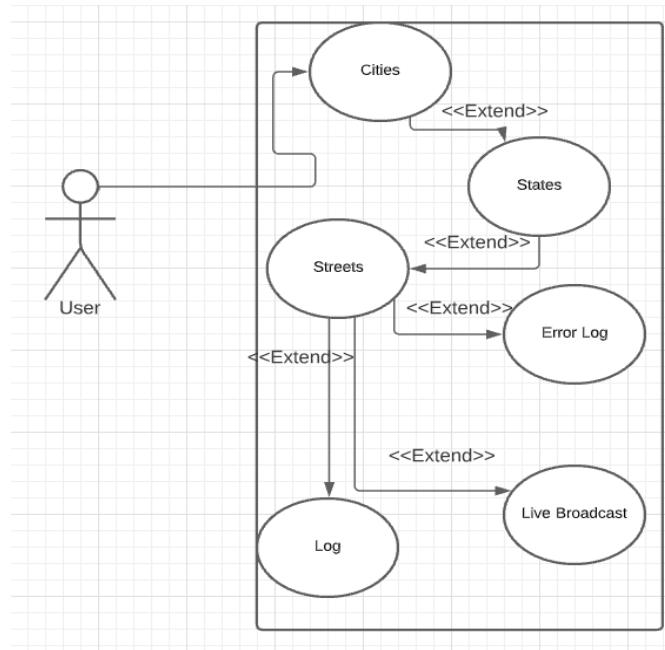 Cities
<<Extend>>
States
<<Extend>>
Streets
User
<<Extend>>
Error Log
<<Extend>>
<<Extend>>
Live Broadcast
Log